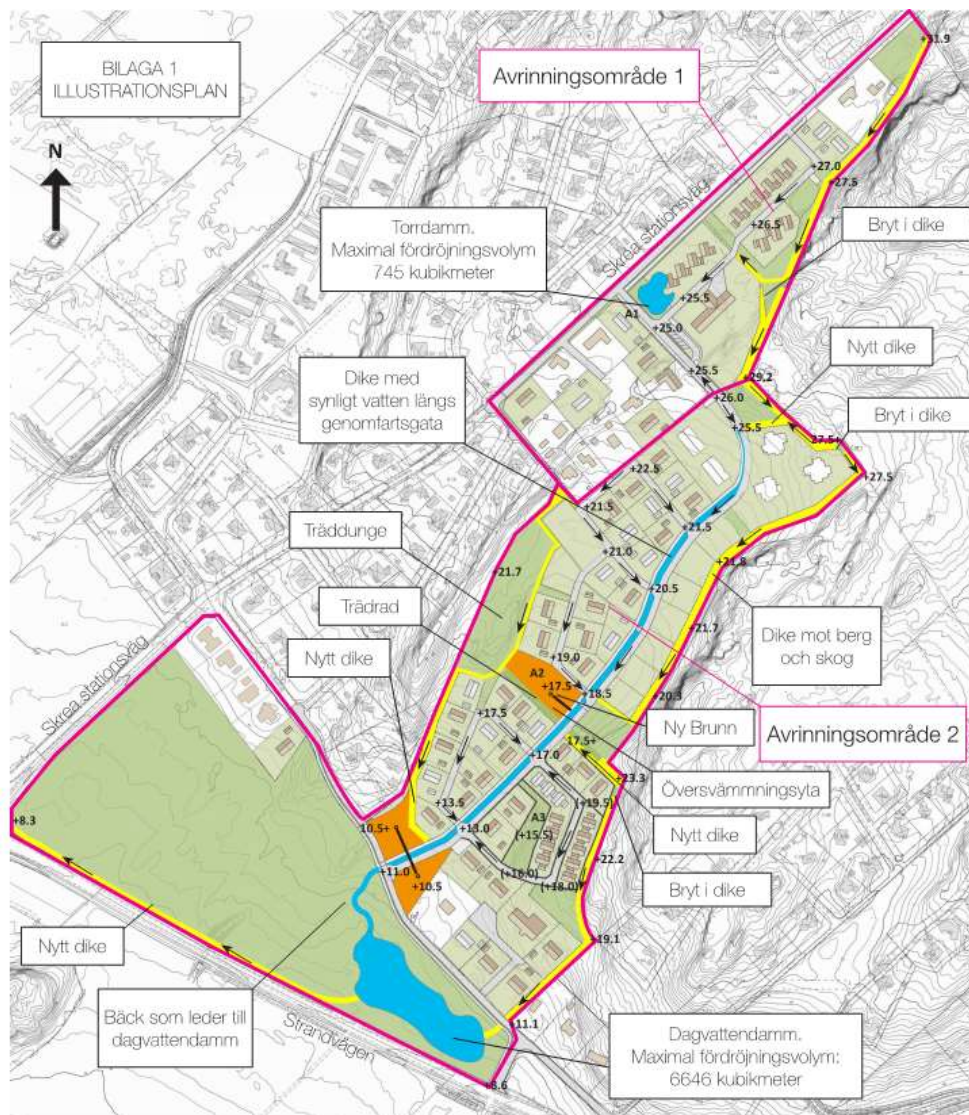 BILAGA 1
ILLUSTRATIONSPLAN
N
Avrinningsområde 1
+31.9
+27.0
+27.5
Bryt i dike
Skrea stationsväg
+26.5
Torrdamm.
Maximal fördröjningsvolym
745 kubikmeter
+25.5
A1
+25.0
Nytt dike
+25.5
+29.2
Dike med
synligt vatten längs
genomfartsgata
+26.0
+25.5
Bryt i dike
27.5+
+27.5
+22.5
+21.5
+21.5
Träddunge
+21.0
+21.7
+21.8
+20.5
Trädrad
+21.7
Dike mot berg
och skog
Nytt dike
+19.0
A2
+17.5
+18.5
+20.3
Ny Brunn
Skrea stationsväg
+17.5
17.5+
Avrinningsområde 2
+17.0
+23.3
Översvämmningsyta
+13.5
(+19.5)
+8.3
A3
Nytt dike
10.5+
+13.0
(+15.5)
+22.2
+11.0
+10.5
(+16.0)
(+18.0)
Bryt i dike
Nytt dike
+19.1
Bäck som leder till
dagvattendamm
Strandvägen
+11.1
Dagvattendamm.
Maximal fördröjningsvolym:
6646 kubikmeter
+8.6